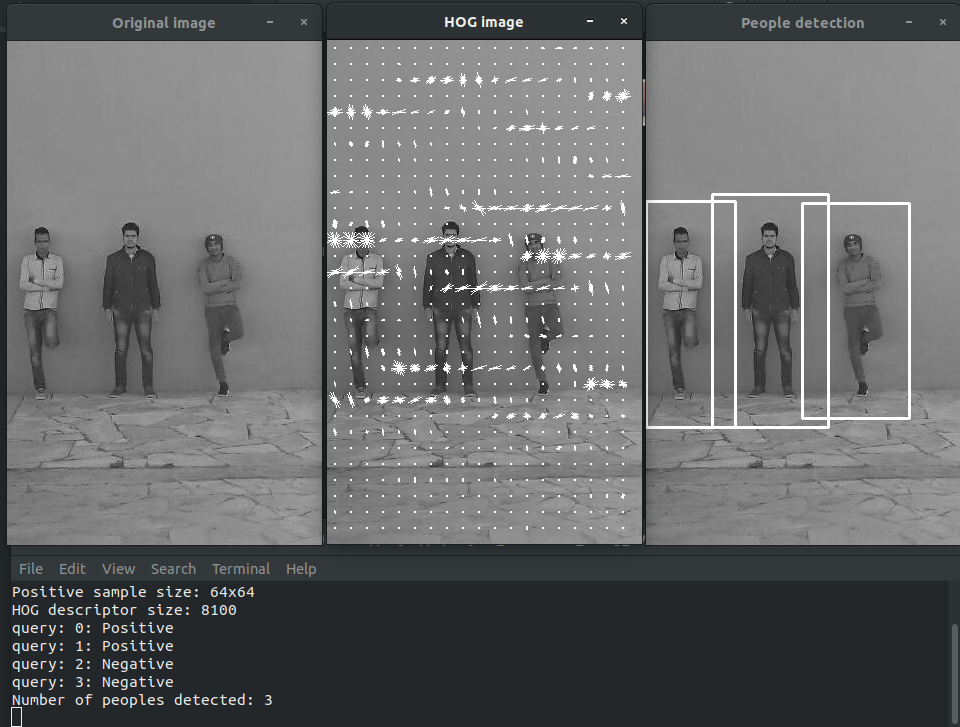 Original image
HOG image
People detection
File Edit View Search Terminal Help
Positive sample size: 64x64
HOG descriptor size: 8100
query: 0: Positive
query: 1: Positive
query: 2: Negative
query: 3: Negative
Number of peoples detected: 3